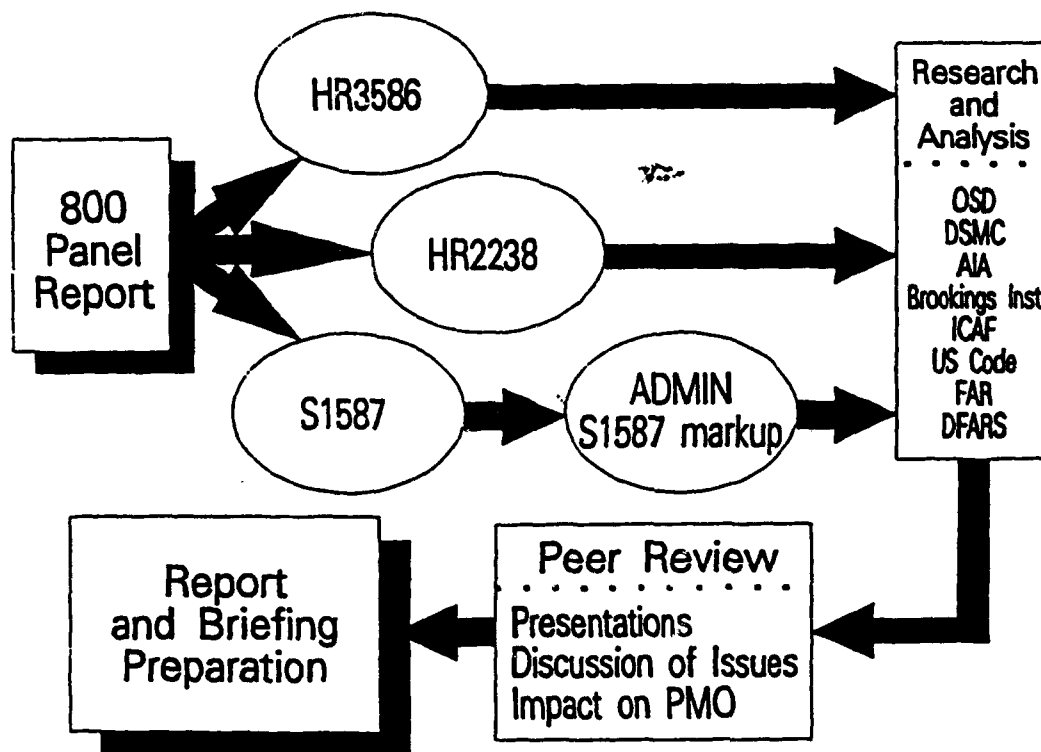 800
Panel
Report
HR3586
HR2238
S1587
ADMIN
S1587 markup
Research
and
Analysis
OSD
DSMC
AIA
Brookings Inst
ICAF
US Code
FAR
DFARS
Peer Review
Presentations
Discussion of Issues
Impact on PMO
Report
and Briefing
Preparation